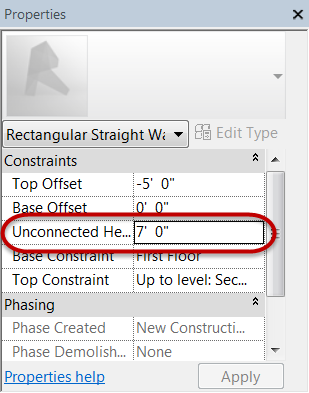 Properties
Rectangular Straight Wa
Edit Type
Constraints
Top Offset -5' 0"
Base Offset 0' 0"
Unconnected He... 7' 0"
Base Constraint First Floor
Top Constraint Up to level: Sec...
Phasing
Phase Created New Constructi...
Phase Demolish... None
Properties help Apply